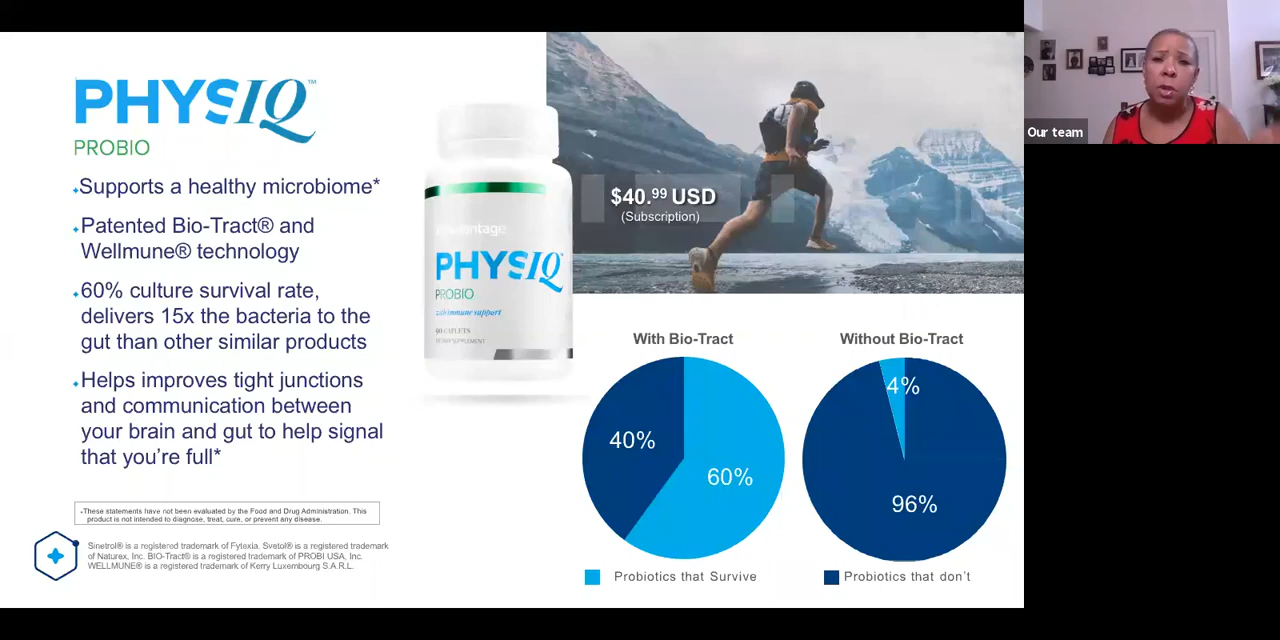 PHYSIQ™
PROBIO
Supports a healthy microbiome*
Patented Bio-Tract® and
Wellmune® technology
60% culture survival rate,
delivers 15x the bacteria to the
gut than other similar products
Helps improves tight junctions
and communication between
your brain and gut to help signal
that you're full*
*These statements have not been evaluated by the Food and Drug Administration. This
product is not intended to diagnose, treat, cure, or prevent any disease.
Sinetrol® is a registered trademark of Fytexia. Svetol® is a registered trademark
of Naturex, Inc. BIO-Tract® is a registered trademark of PROBI USA, Inc.
WELLMUNE® is a registered trademark of Kerry Luxembourg S.A.R.L.
PHYSIQ
PROBIO
immune support
90 CAPLETS
DIETARY SUPPLEMENT
$40.99 USD
(Subscription)
With Bio-Tract
40%
60%
Probiotics that Survive
Without Bio-Tract
4%
96%
Probiotics that don't
Our team